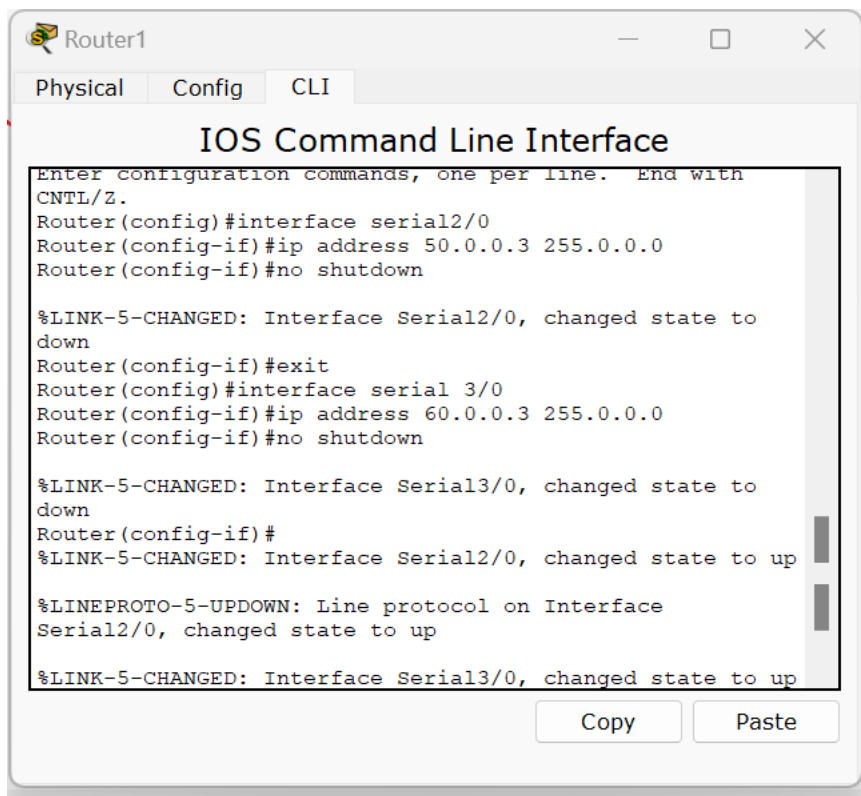 Router1
Physical Config CLI
IOS Command Line Interface
Enter configuration commands, one per line.  End with
CNTL/Z.
Router(config)#interface serial2/0
Router(config-if)#ip address 50.0.0.3 255.0.0.0
Router(config-if)#no shutdown
%LINK-5-CHANGED: Interface Serial2/0, changed state to
down
Router(config-if)#exit
Router(config)#interface serial 3/0
Router(config-if)#ip address 60.0.0.3 255.0.0.0
Router(config-if)#no shutdown
%LINK-5-CHANGED: Interface Serial3/0, changed state to
down
Router(config-if)#
%LINK-5-CHANGED: Interface Serial2/0, changed state to up
%LINEPROTO-5-UPDOWN: Line protocol on Interface
Serial2/0, changed state to up
%LINK-5-CHANGED: Interface Serial3/0, changed state to up
Copy Paste